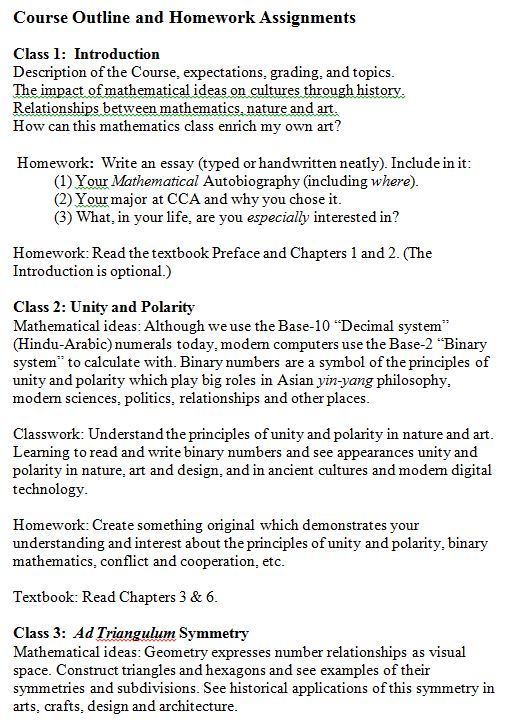 Course Outline and Homework Assignments
Class 1:  Introduction
Description of the Course, expectations, grading, and topics.
The impact of mathematical ideas on cultures through history.
Relationships between mathematics, nature and art.
How can this mathematics class enrich my own art?
Homework:  Write an essay (typed or handwritten neatly). Include in it:
(1) Your Mathematical Autobiography (including where).
(2) Your major at CCA and why you chose it.
(3) What, in your life, are you especially interested in?
Homework: Read the textbook Preface and Chapters 1 and 2. (The
Introduction is optional.)
Class 2: Unity and Polarity
Mathematical ideas: Although we use the Base-10 “Decimal system”
(Hindu-Arabic) numerals today, modern computers use the Base-2 “Binary
system” to calculate with. Binary numbers are a symbol of the principles of
unity and polarity which play big roles in Asian yin-yang philosophy,
modern sciences, politics, relationships and other places.
Classwork: Understand the principles of unity and polarity in nature and art.
Learning to read and write binary numbers and see appearances unity and
polarity in nature, art and design, and in ancient cultures and modern digital
technology.
Homework: Create something original which demonstrates your
understanding and interest about the principles of unity and polarity, binary
mathematics, conflict and cooperation, etc.
Textbook: Read Chapters 3 & 6.
Class 3:  Ad Triangulum Symmetry
Mathematical ideas: Geometry expresses number relationships as visual
space. Construct triangles and hexagons and see examples of their
symmetries and subdivisions. See historical applications of this symmetry in
arts, crafts, design and architecture.